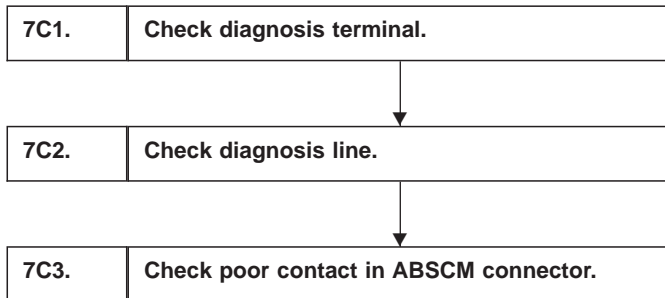 7C1. Check diagnosis terminal.
7C2. Check diagnosis line.
7C3. Check poor contact in ABSCM connector.